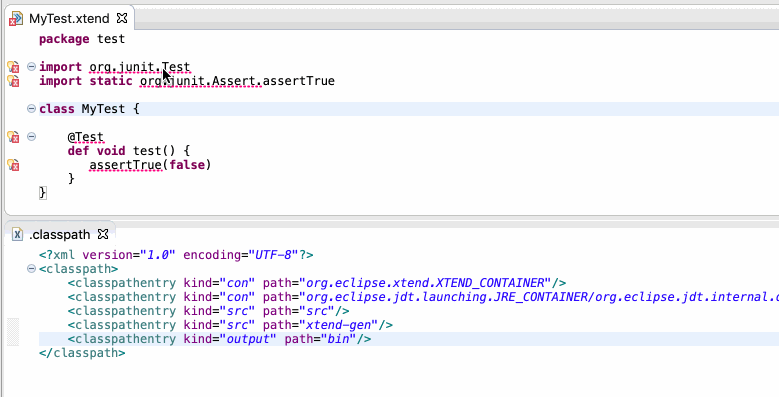 MyTest.xtend
package test
import org.junit.Test
import static org.junit.Assert.assertTrue
class MyTest {
@Test
def void test() {
assertTrue(false)
}
}
.classpath
<?xml version="1.0" encoding="UTF-8"?>
<classpath>
<classpathentry kind="con" path="org.eclipse.xtend.XTEND_CONTAINER"/>
<classpathentry kind="con" path="org.eclipse.jdt.launching.JRE_CONTAINER/org.eclipse.jdt.internal.
<classpathentry kind="src" path="src"/>
<classpathentry kind="src" path="xtend-gen"/>
<classpathentry kind="output" path="bin"/>
</classpath>